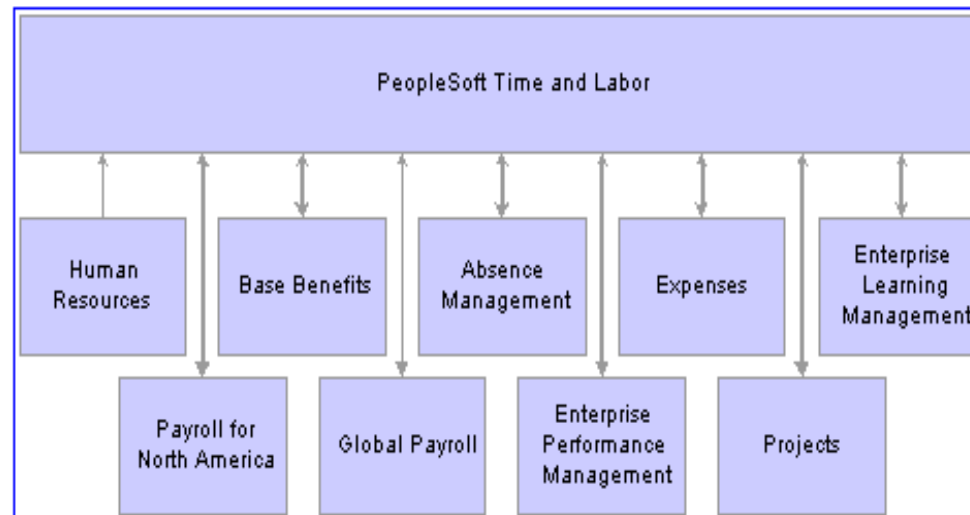 PeopleSoft Time and Labor
Human
Resources
Base Benefits
Absence
Management
Expenses
Enterprise
Learning
Management
Payroll for
North America
Global Payroll
Enterprise
Performance
Management
Projects